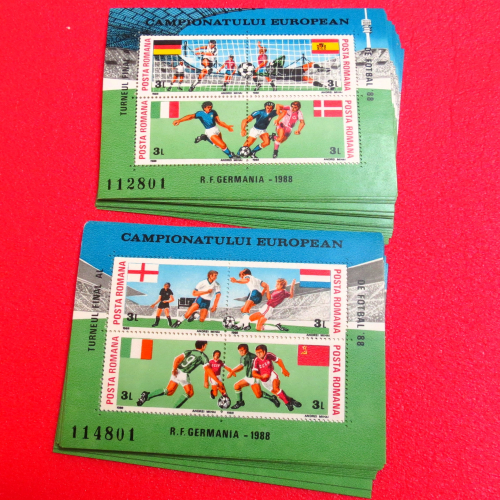 CAMPIONATULUI EUROPEAN
TURNEUL FINAL AL
DE FOTBAL '88
POSTA ROMANA
3L
3L
POSTA ROMANA
POSTA ROMANA
3L
3L
POSTA ROMANA
112801
R.F. GERMANIA - 1988
CAMPIONATULUI EUROPEAN
TURNEUL FINAL AL
DE FOTBAL '88
POSTA ROMANA
3L
3L
POSTA ROMANA
POSTA ROMANA
3L
3L
POSTA ROMANA
114801
R.F. GERMANIA - 1988